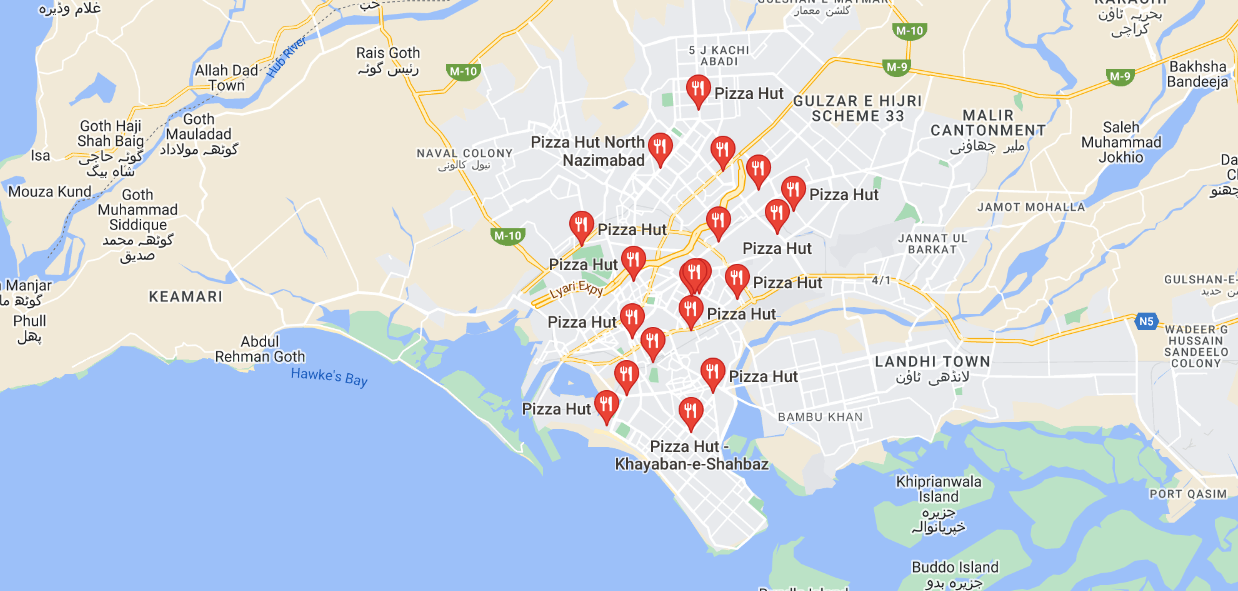 غلام وڈیرہ
حب
GULSHAN-E-MAYMAR
گلشن معمار
KARACHI
بحریہ ٹاؤن
کراچی
M-10
5 J KACHI
ABADI
Hub River
Rais Goth
رئیس گوٹھ
Allah Dad
Town
M-10
M-9
M-9
Bakhsha
Bandeeja
Pizza Hut
GULZAR E HIJRI
SCHEME 33
MALIR
CANTONMENT
ملیر چھاؤنی
Goth
Mauladad
گوٹھہ مولاداد
Goth Haji
Shah Baig
گوٹہ حاجی
شاہ بیگ
Isa
Saleh
Muhammad
Jokhio
NAVAL COLONY
نیول کالونی
Pizza Hut North
Nazimabad
Mouza Kund
Goth
Muhammad
Siddique
گوٹھہ محمد
صدیق
Pizza Hut
JAMOT MOHALLA
M-10
Pizza Hut
Pizza Hut
JANNAT UL
BARKAT
Pizza Hut
Pizza Hut
4/1
Lyari Expy
Manjar
KEAMARI
Phull
پھل
Pizza Hut
Pizza Hut
N5
WADEER G
HUSSAIN
SANDEELO
COLONY
Abdul
Rehman Goth
Hawke's Bay
LANDHI TOWN
لانڈھی ٹاؤن
Pizza Hut
Pizza Hut
BAMBU KHAN
Pizza Hut -
Khayaban-e-Shahbaz
Khiprianwala
Island
جزیرہ
خپریانوالہ
PORT QASIM
Buddo Island
جزیرہ بدو